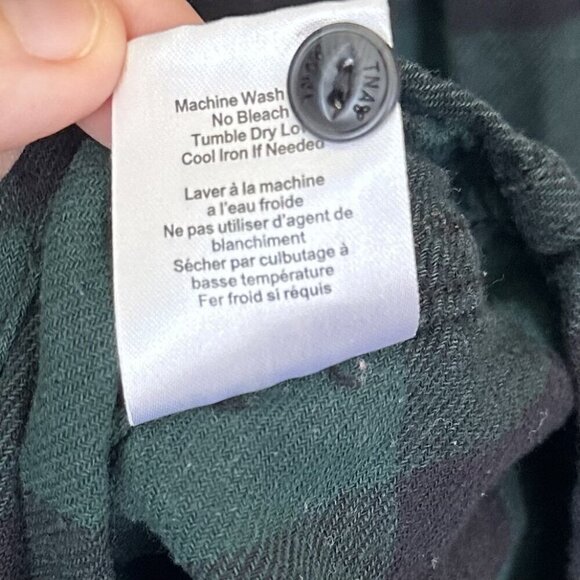 Machine Wash
No Bleach
Tumble Dry Lo
Cool Iron If Needed
Laver à la machine
a l'eau froide
Ne pas utiliser d'agent de
blanchiment
Sécher par culbutage à
basse température
Fer froid si réquis
TNA&